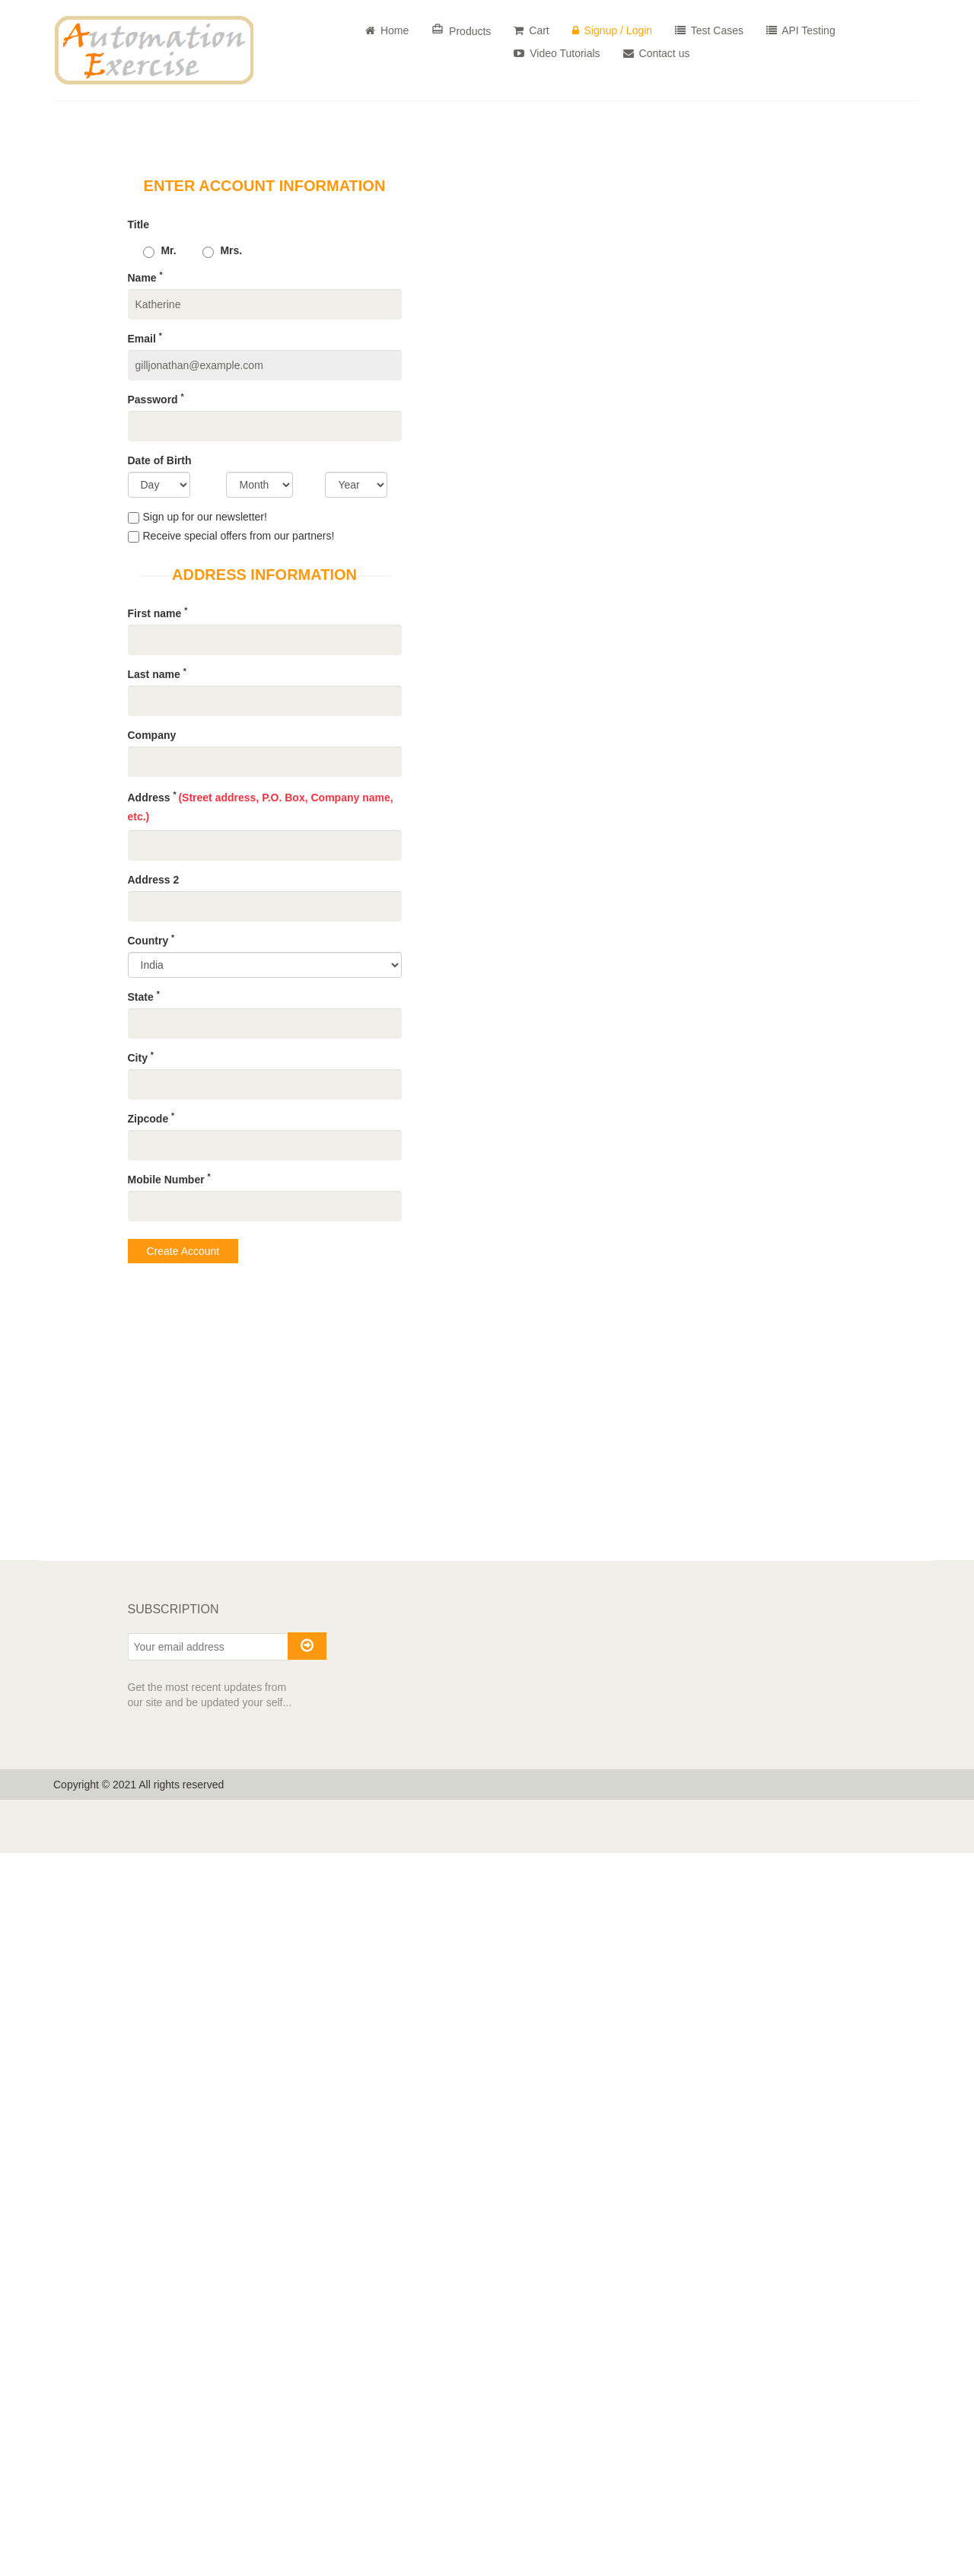 Automation
Exercise
Home
Products
Cart
Signup / Login
Test Cases
API Testing
Video Tutorials
Contact us
ENTER ACCOUNT INFORMATION
Title
Mr.
Mrs.
Name *
Katherine
Email *
gilljonathan@example.com
Password *
Date of Birth
Day
Month
Year
Sign up for our newsletter!
Receive special offers from our partners!
ADDRESS INFORMATION
First name *
Last name *
Company
Address * (Street address, P.O. Box, Company name,
etc.)
Address 2
Country *
India
State *
City *
Zipcode *
Mobile Number *
Create Account
SUBSCRIPTION
Your email address
Get the most recent updates from
our site and be updated your self...
Copyright © 2021 All rights reserved